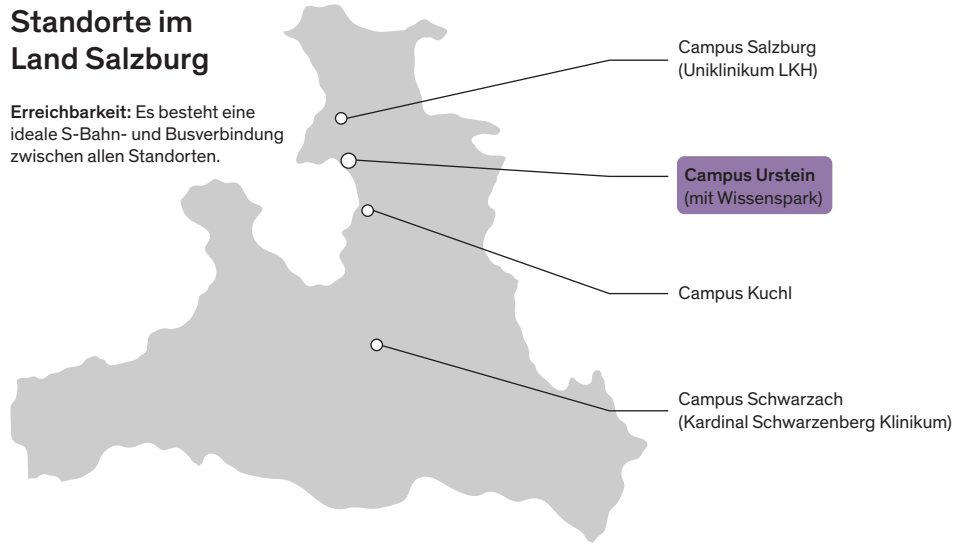 Standorte im
Land Salzburg
Erreichbarkeit: Es besteht eine
ideale S-Bahn- und Busverbindung
zwischen allen Standorten.
Campus Salzburg
(Uniklinikum LKH)
Campus Urstein
(mit Wissenspark)
Campus Kuchl
Campus Schwarzach
(Kardinal Schwarzenberg Klinikum)